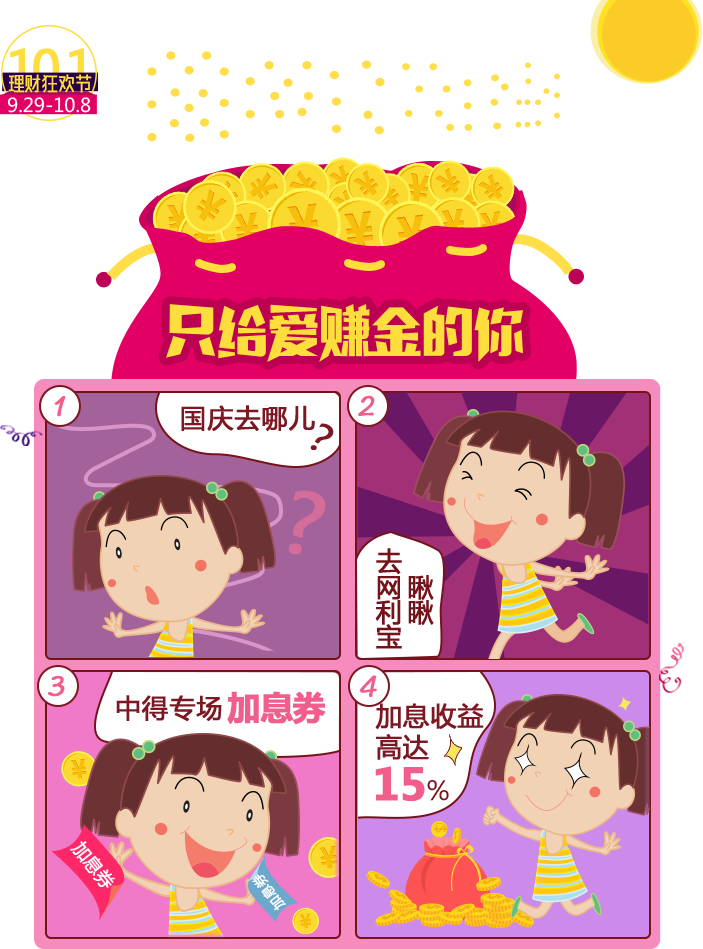 10.1
理财狂欢节
9.29-10.8
只给爱赚金的你
1
国庆去哪儿?
?
2
去网利宝
瞅瞅
3
中得专场加息券
加息券
加息券
4
加息收益
高达
15%